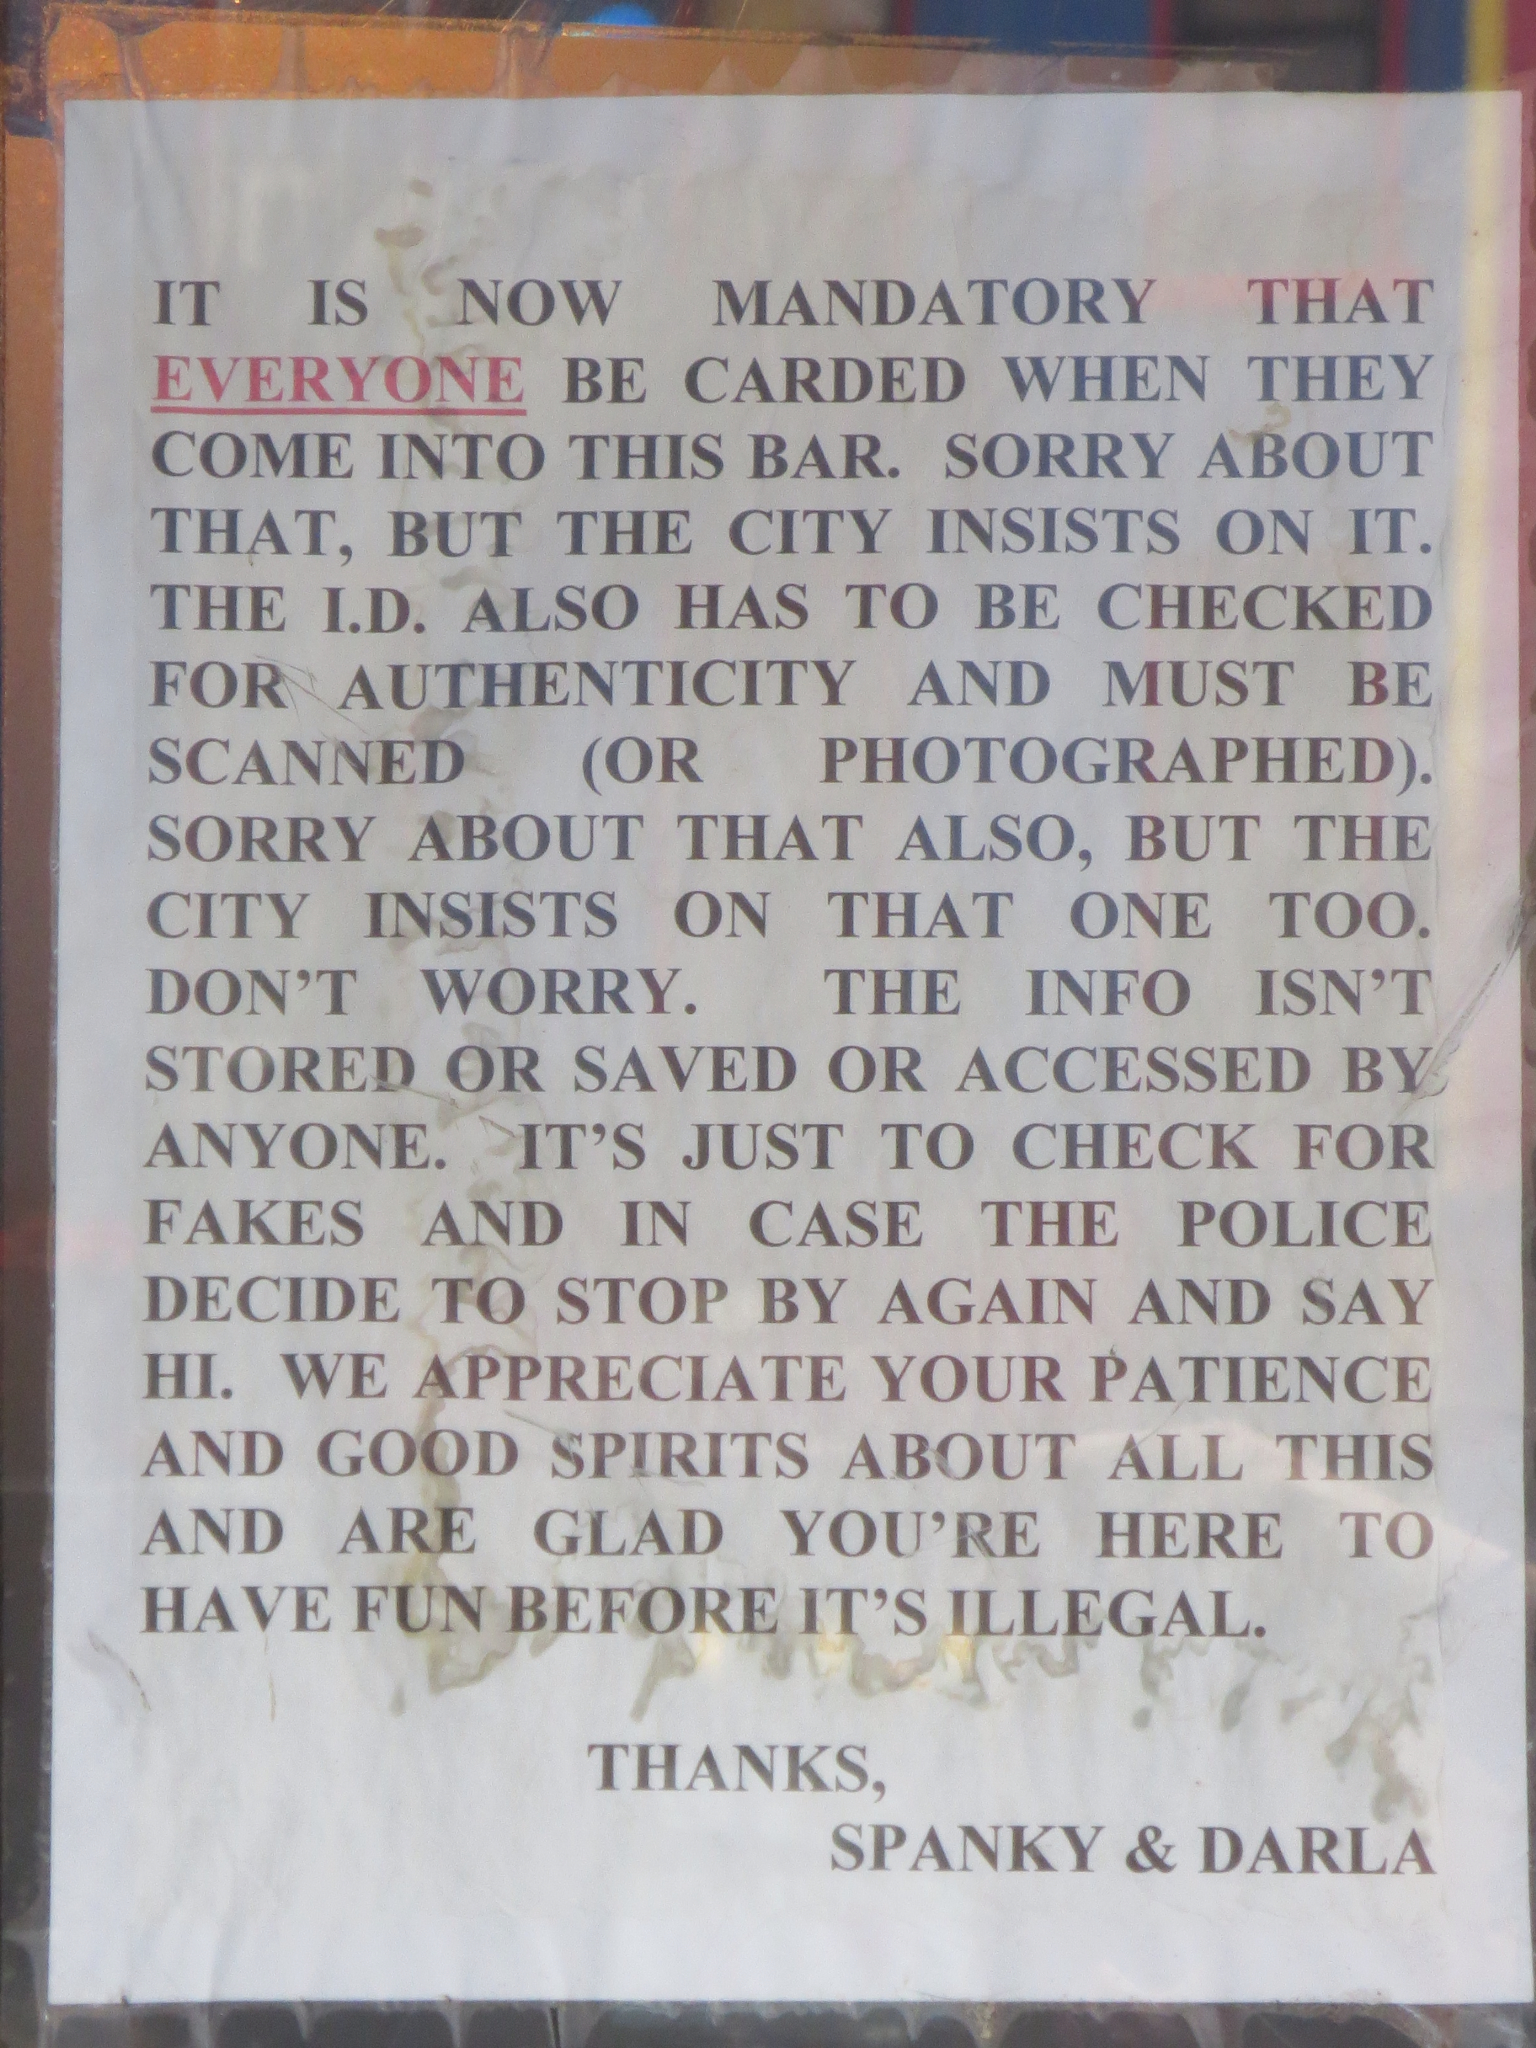 IT IS NOW MANDATORY THAT
EVERYONE BE CARDED WHEN THEY
COME INTO THIS BAR. SORRY ABOUT
THAT, BUT THE CITY INSISTS ON IT.
THE I.D. ALSO HAS TO BE CHECKED
FOR AUTHENTICITY AND MUST BE
SCANNED (OR PHOTOGRAPHED).
SORRY ABOUT THAT ALSO, BUT THE
CITY INSISTS ON THAT ONE TOO.
DON'T WORRY. THE INFO ISN'T
STORED OR SAVED OR ACCESSED BY
ANYONE. IT'S JUST TO CHECK FOR
FAKES AND IN CASE THE POLICE
DECIDE TO STOP BY AGAIN AND SAY
HI. WE APPRECIATE YOUR PATIENCE
AND GOOD SPIRITS ABOUT ALL THIS
AND ARE GLAD YOU'RE HERE TO
HAVE FUN BEFORE IT'S ILLEGAL.
THANKS,
SPANKY & DARLA